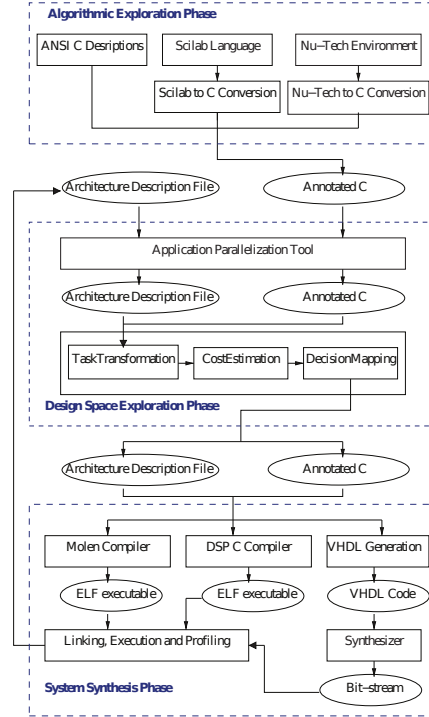 Algorithmic Exploration Phase
ANSI C Desriptions
Scilab Language
Nu-Tech Environment
Scilab to C Conversion
Nu-Tech to C Conversion
Architecture Description File
Annotated C
Application Parallelization Tool
Architecture Description File
Annotated C
TaskTransformation
CostEstimation
DecisionMapping
Design Space Exploration Phase
Architecture Description File
Annotated C
Molen Compiler
DSP C Compiler
VHDL Generation
ELF executable
ELF executable
VHDL Code
Linking, Execution and Profiling
Synthesizer
System Synthesis Phase
Bit-stream